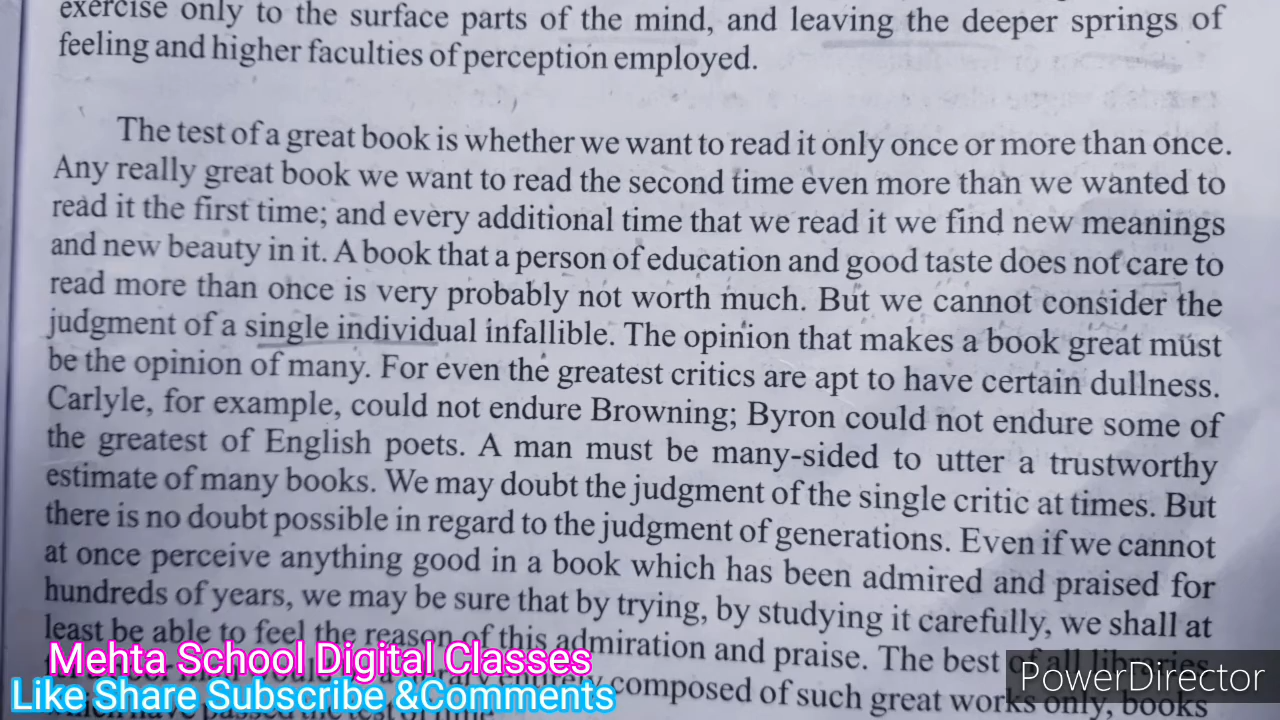 exercise only to the surface parts of the mind, and leaving the deeper springs of
feeling and higher faculties of perception employed.
The test of a great book is whether we want to read it only once or more than once.
Any really great book we want to read the second time even more than we wanted to
read it the first time; and every additional time that we read it we find new meanings
and new beauty in it. A book that a person of education and good taste does not care to
read more than once is very probably not worth much. But we cannot consider the
judgment of a single individual infallible. The opinion that makes a book great must
be the opinion of many. For even the greatest critics are apt to have certain dullness.
Carlyle, for example, could not endure Browning; Byron could not endure some of
the greatest of English poets. A man must be many-sided to utter a trustworthy
estimate of many books. We may doubt the judgment of the single critic at times. But
there is no doubt possible in regard to the judgment of generations. Even if we cannot
at once perceive anything good in a book which has been admired and praised for
hundreds of years, we may be sure that by trying, by studying it carefully, we shall at
least be able to feel the reason of this admiration and praise. The best of all libraries
entirely composed of such great works only, books
which have passed the test of time
Mehta School Digital Classes
Like Share Subscribe &Comments
PowerDirector